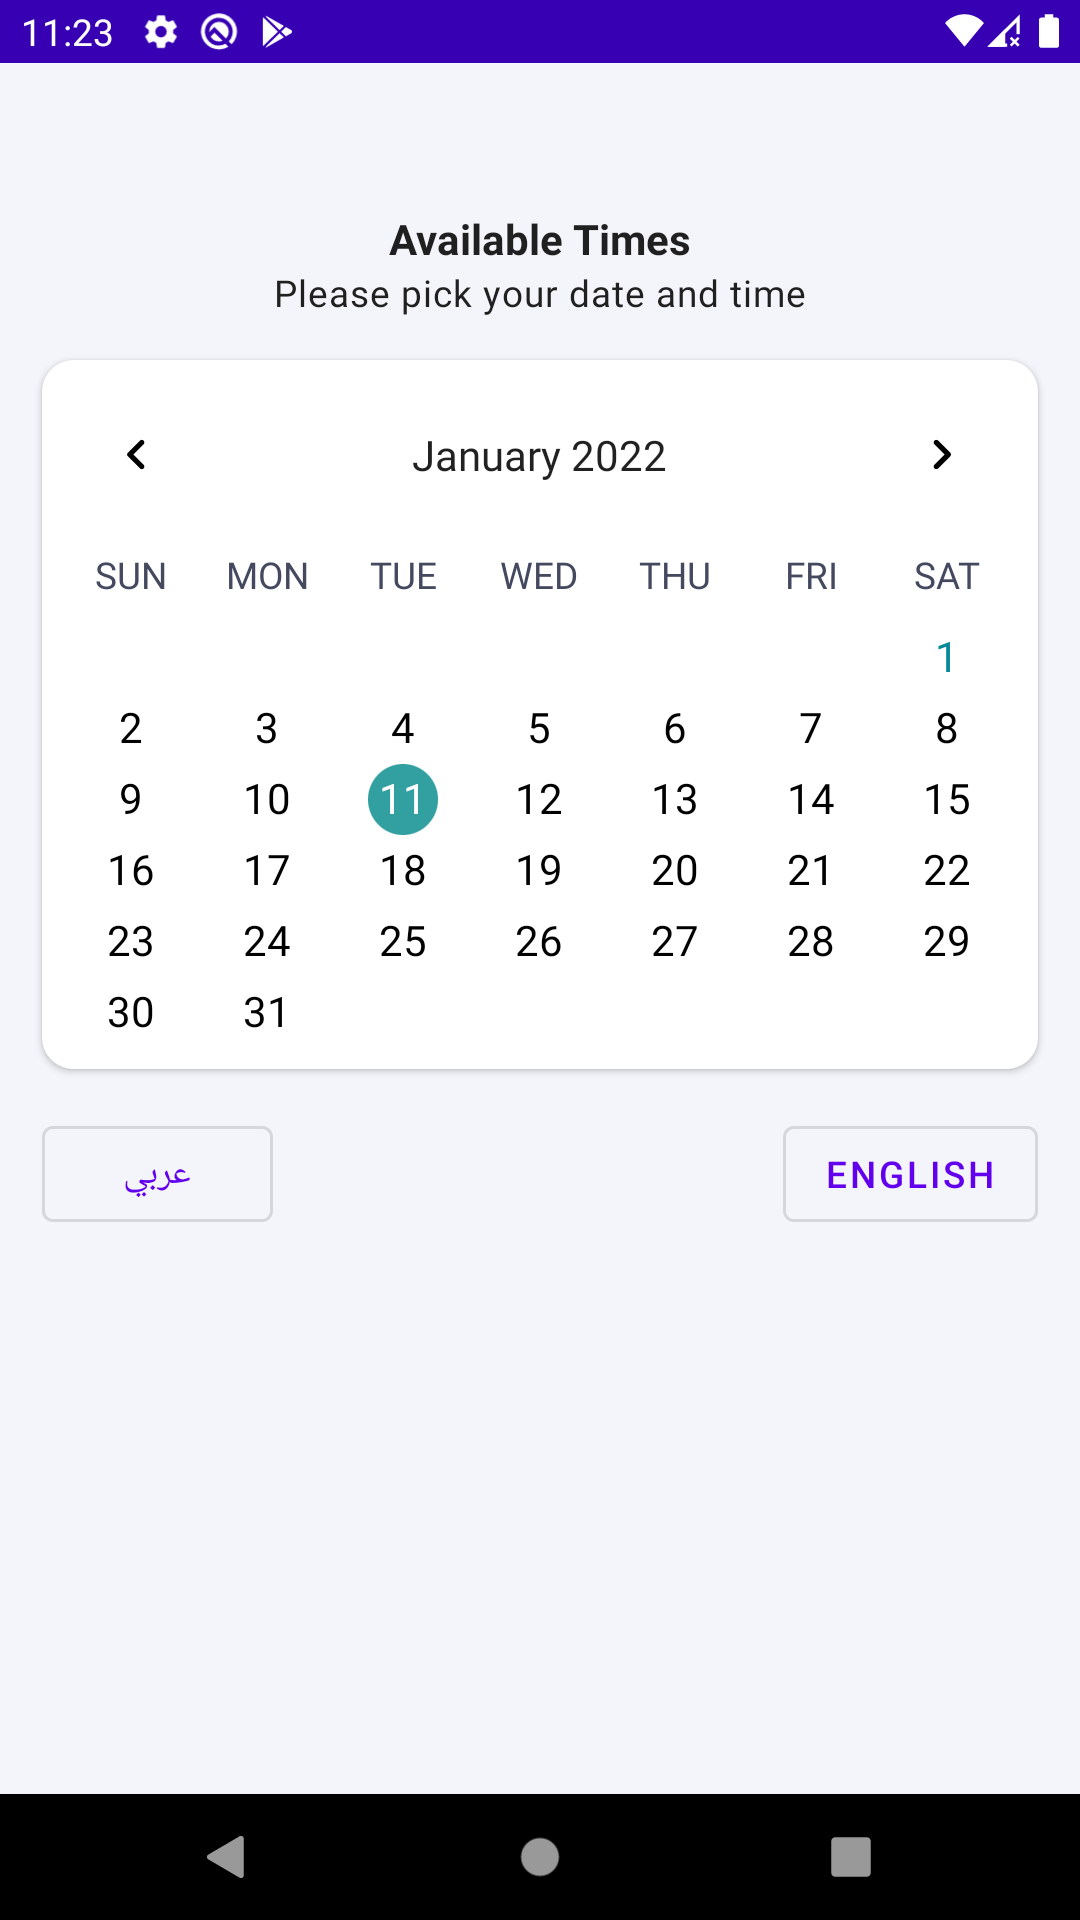 11:23
Available Times
Please pick your date and time
January 2022
SUN MON TUE WED THU FRI SAT
1
2 3 4 5 6 7 8
9 10 11 12 13 14 15
16 17 18 19 20 21 22
23 24 25 26 27 28 29
30 31
عربي
ENGLISH